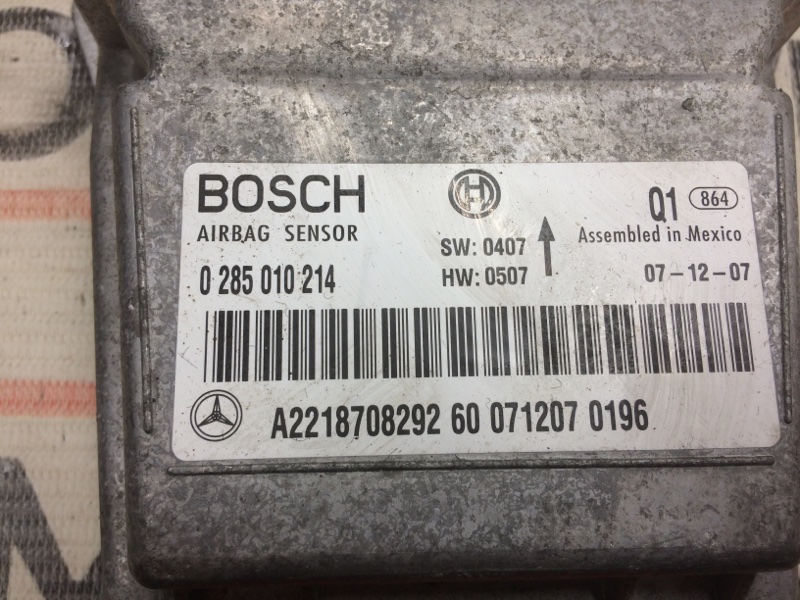 BOSCH
H
Q1 864
AIRBAG SENSOR
SW: 0407
Assembled in Mexico
0 285 010 214
HW: 0507
07-12-07
A2218708292 60 071207 0196